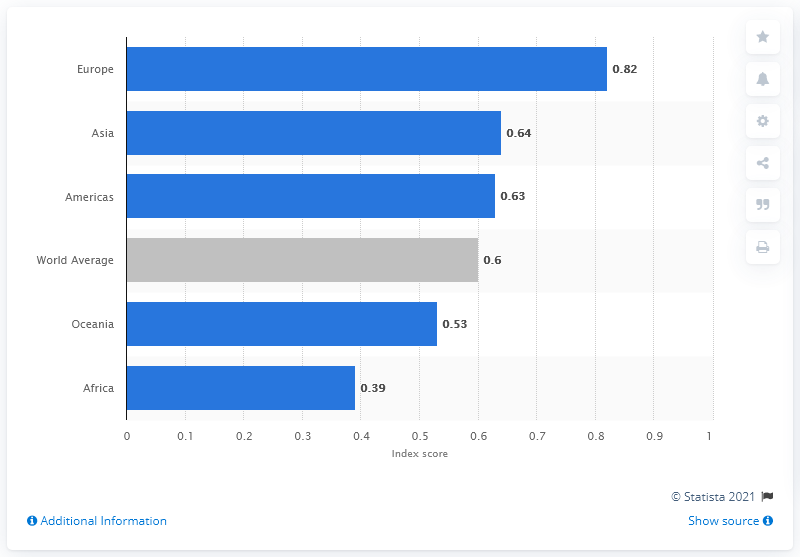 Europe 0.82
Asia 0.64
Americas 0.63
World Average 0.6
Oceania 0.53
Africa 0.39
0 0.1 0.2 0.3 0.4 0.5 0.6 0.7 0.8 0.9 1
Index score
© Statista 2021
Additional Information Show source